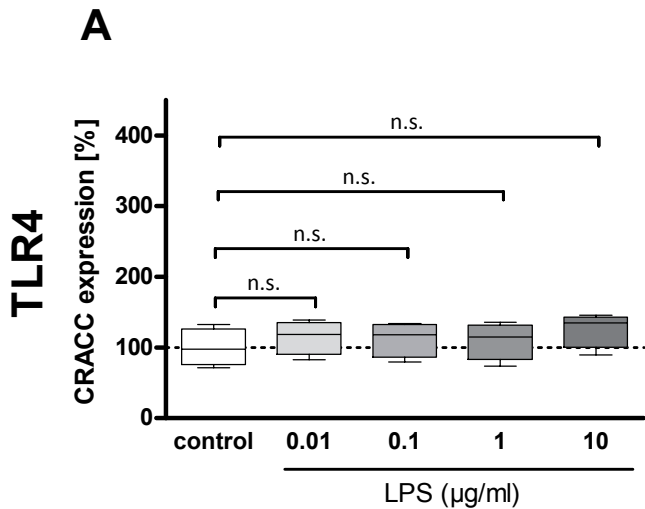 A
TLR4
CRACC expression [%]
400
300
200
100
0
n.s.
n.s.
n.s.
n.s.
control 0.01 0.1 1 10
LPS (µg/ml)